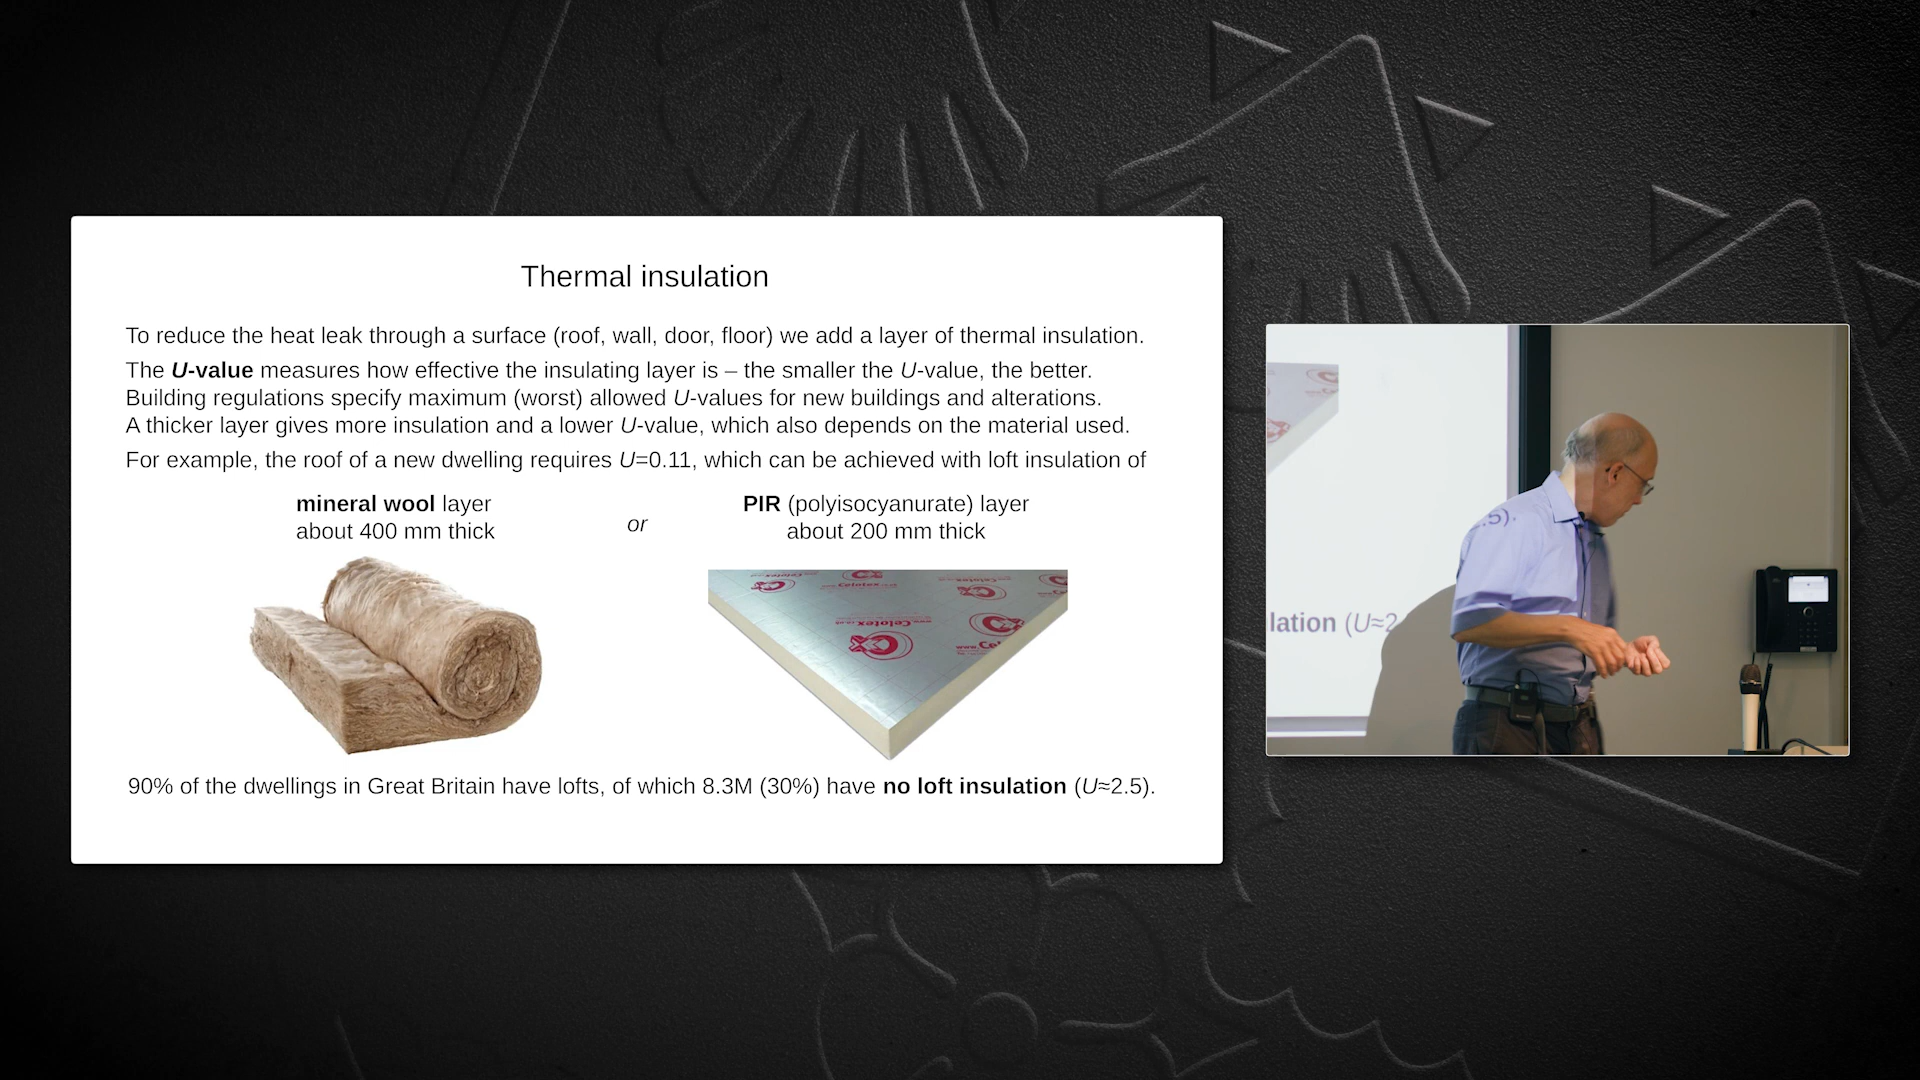 Thermal insulation
To reduce the heat leak through a surface (roof, wall, door, floor) we add a layer of thermal insulation.
The U-value measures how effective the insulating layer is – the smaller the U-value, the better.
Building regulations specify maximum (worst) allowed U-values for new buildings and alterations.
A thicker layer gives more insulation and a lower U-value, which also depends on the material used.
For example, the roof of a new dwelling requires U=0.11, which can be achieved with loft insulation of
mineral wool layer
about 400 mm thick
or
PIR (polyisocyanurate) layer
about 200 mm thick
Celotex
www.Celotex.co.uk
90% of the dwellings in Great Britain have lofts, of which 8.3M (30%) have no loft insulation (U≈2.5).
.5).
lation (U≈2